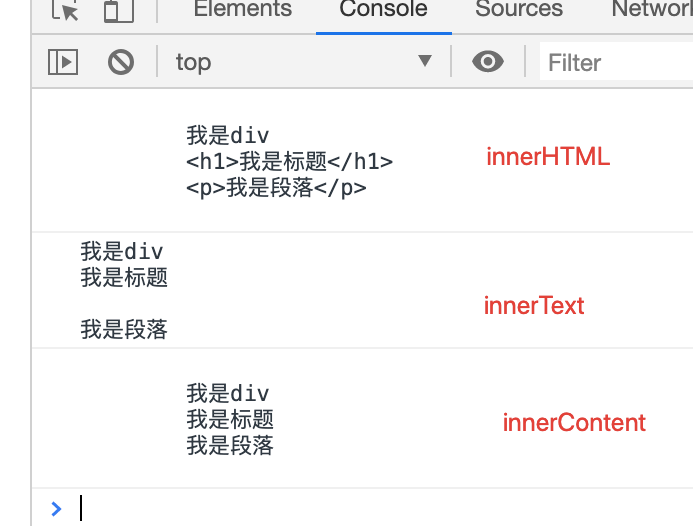 Elements Console Sources Network
top Filter
我是div
<h1>我是标题</h1>
<p>我是段落</p>
innerHTML
我是div
我是标题
我是段落
innerText
我是div
我是标题
我是段落
innerContent
>